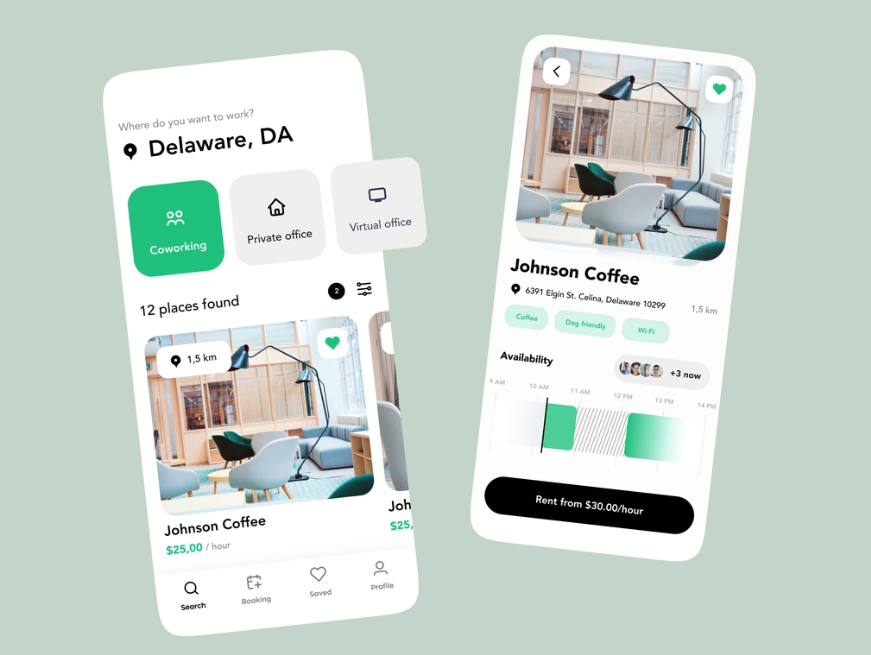 Where do you want to work?
Delaware, DA
Coworking
Private office
Virtual office
12 places found
2
1,5 km
Johnson Coffee
$25,00 / hour
Joh
$25,
Search
Booking
Saved
Profile
Johnson Coffee
6391 Elgin St. Celina, Delaware 10299
1,5 km
Coffee
Dog friendly
Wi-Fi
Availability
+3 now
9 AM
10 AM
11 AM
12 PM
13 PM
14 PM
Rent from $30.00/hour